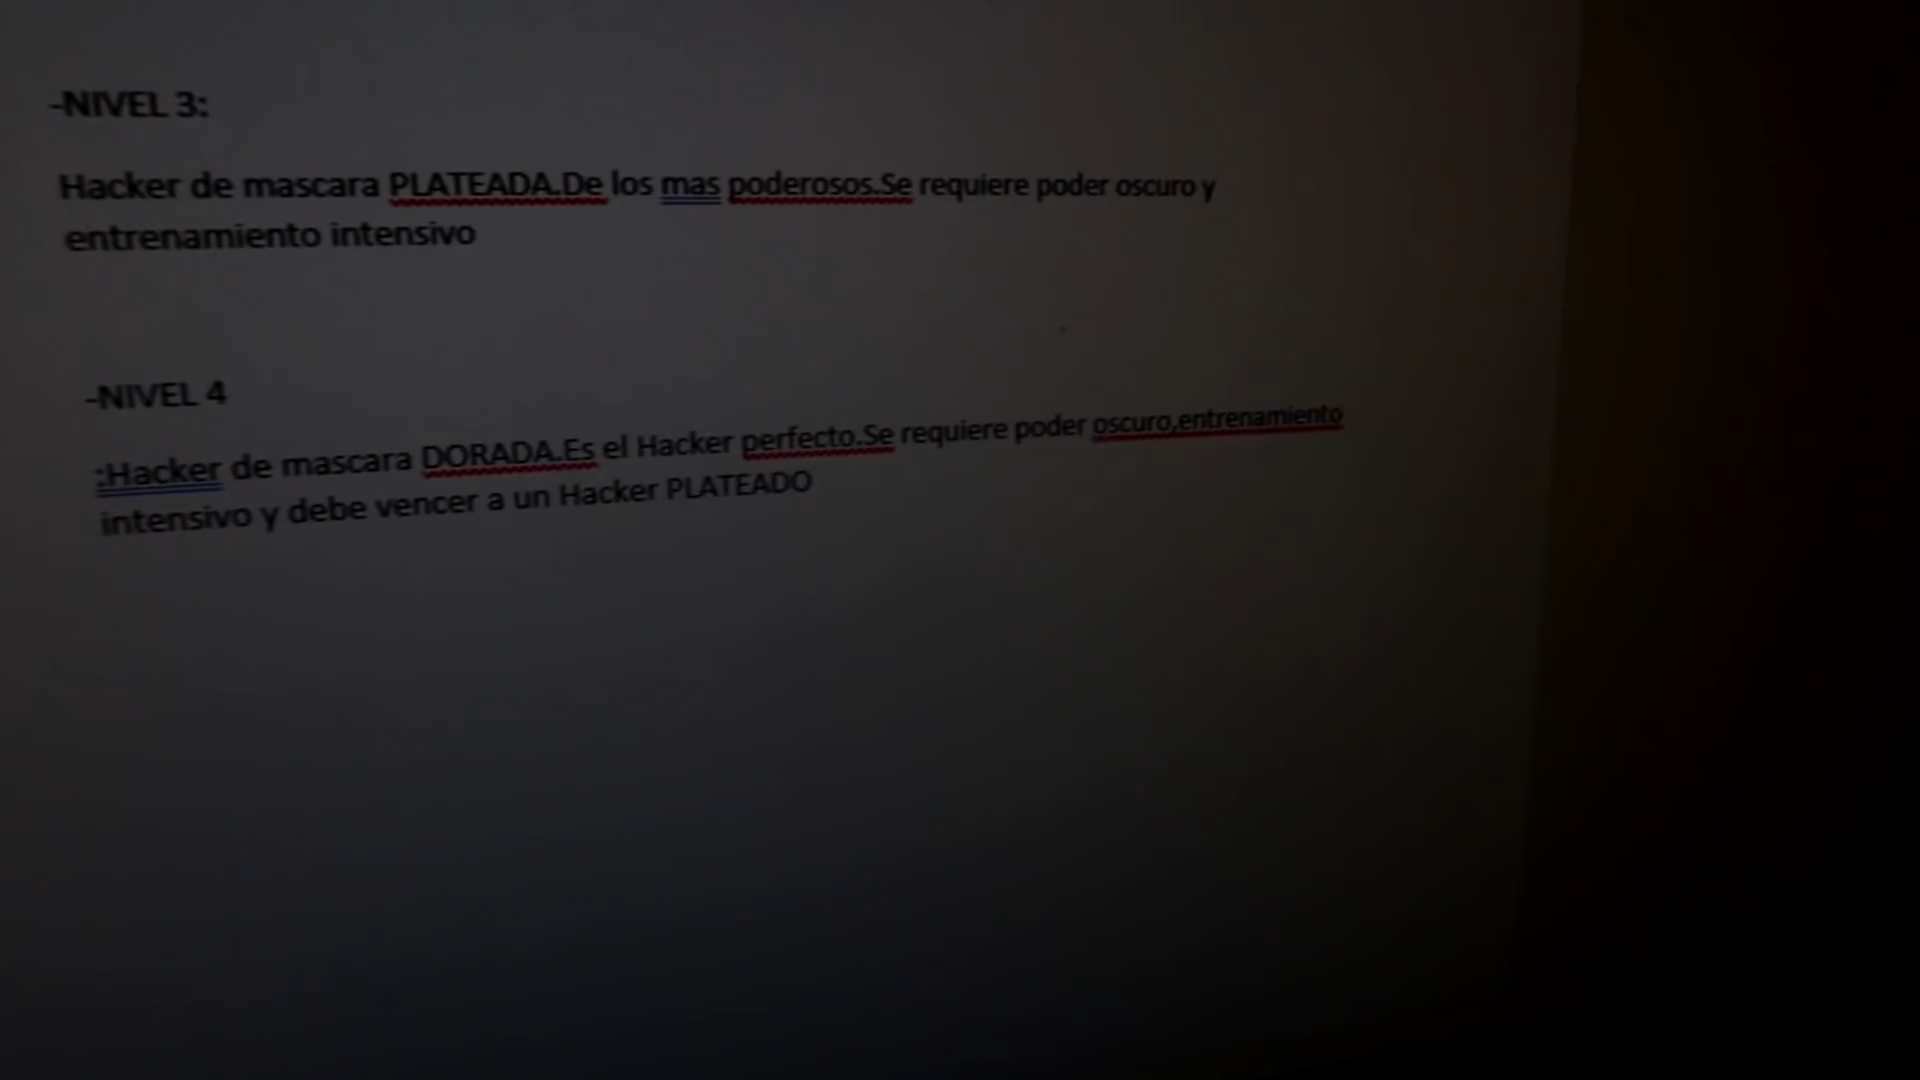 -NIVEL 3:
Hacker de mascara PLATEADA.De los mas poderosos.Se requiere poder oscuro y
entrenamiento intensivo
-NIVEL 4
:Hacker de mascara DORADA.Es el Hacker perfecto.Se requiere poder oscuro,entrenamiento
intensivo y debe vencer a un Hacker PLATEADO